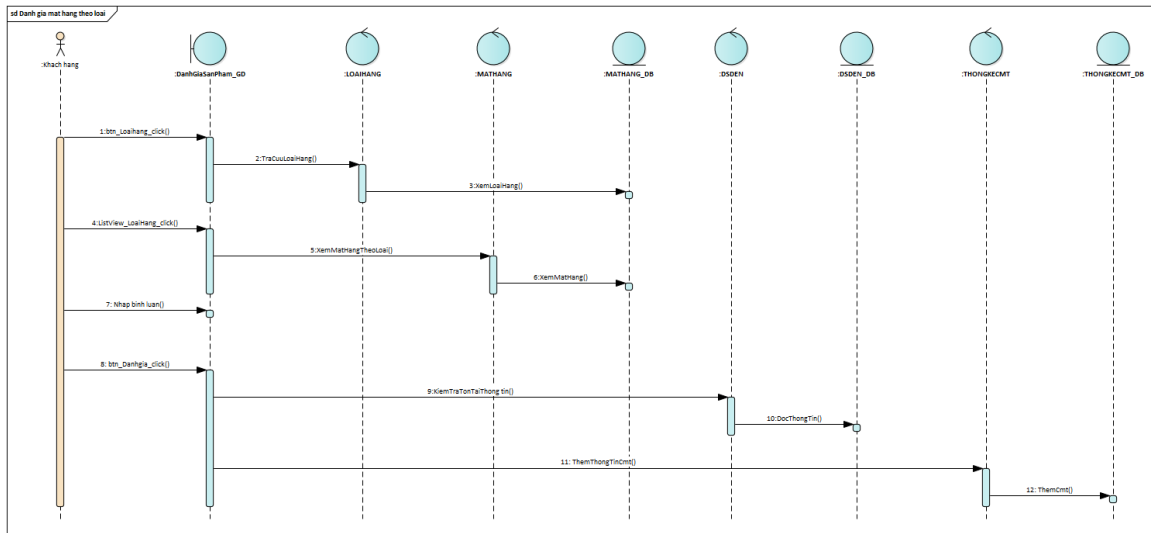 sd Danh gia mat hang theo loai
:Khach hang
:DanhGiaSanPham_GD
:LOAIHANG
:MATHANG
:MATHANG_DB
:DSDEN
:DSDEN_DB
:THONGKECMT
:THONGKECMT_DB
1:btn_Loaihang_click()
2:TraCuuLoaiHang()
3:XemLoaiHang()
4:ListView_LoaiHang_click()
5:XemMatHangTheoLoai()
6:XemMatHang()
7: Nhap binh luan()
8: btn_Danhgia_click()
9:KiemTraTonTaiThong tin()
10:DocThongTin()
11: ThemThongTinCmt()
12: ThemCmt()